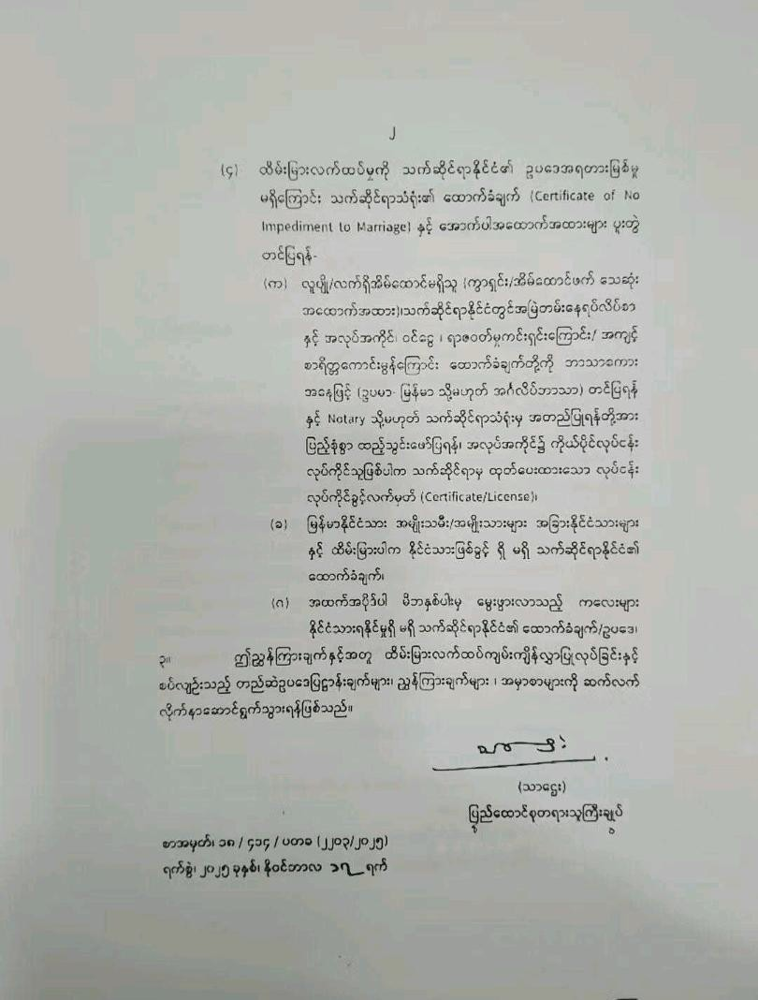 ၂
(၄) ထိမ်းမြားလက်ထပ်မှုကို သက်ဆိုင်ရာနိုင်ငံ၏ ဥပဒေအရတားမြစ်မှု
မရှိကြောင်း သက်ဆိုင်ရာသံရုံး၏ ထောက်ခံချက် (Certificate of No
Impediment to Marriage) နှင့် အောက်ပါအထောက်အထားများ ပူးတွဲ
တင်ပြရန်-
(က) လူပျို/လက်ရှိအိမ်ထောင်မရှိသူ (ကွာရှင်း/အိမ်ထောင်ဖက် သေဆုံး
အထောက်အထား)၊သက်ဆိုင်ရာနိုင်ငံတွင်အမြဲတမ်းနေရပ်လိပ်စာ
နှင့် အလုပ်အကိုင်၊ ဝင်ငွေ ၊ ရာဇဝတ်မှုကင်းရှင်းကြောင်း/ အကျင့်
စာရိတ္တကောင်းမွန်ကြောင်း ထောက်ခံချက်တို့ကို ဘာသာစကား
အနေဖြင့် (ဥပမာ- မြန်မာ သို့မဟုတ် အင်္ဂလိပ်ဘာသာ) တင်ပြရန်
နှင့် Notary သို့မဟုတ် သက်ဆိုင်ရာသံရုံးမှ အတည်ပြုရန်တို့အား
ပြည့်စုံစွာ ထည့်သွင်းဖော်ပြရန်၊ အလုပ်အကိုင်၌ ကိုယ်ပိုင်လုပ်ငန်း
လုပ်ကိုင်သူဖြစ်ပါက သက်ဆိုင်ရာမှ ထုတ်ပေးထားသော လုပ်ငန်း
လုပ်ကိုင်ခွင့်လက်မှတ် (Certificate/License)၊
(ခ) မြန်မာနိုင်ငံသား အမျိုးသမီး/အမျိုးသားများ အခြားနိုင်ငံသားများ
နှင့် ထိမ်းမြားပါက နိုင်ငံသားဖြစ်ခွင့် ရှိ မရှိ သက်ဆိုင်ရာနိုင်ငံ၏
ထောက်ခံချက်၊
(ဂ) အထက်အပိုဒ်ပါ မိဘနှစ်ပါးမှ မွေးဖွားလာသည့် ကလေးများ
နိုင်ငံသားရနိုင်မှုရှိ မရှိ သက်ဆိုင်ရာနိုင်ငံ၏ ထောက်ခံချက်/ဥပဒေ၊
၃။ ဤညွှန်ကြားချက်နှင့်အတူ ထိမ်းမြားလက်ထပ်ကျမ်းကျိန်လွှာပြုလုပ်ခြင်းနှင့်
စပ်လျဉ်းသည့် တည်ဆဲဥပဒေပြဋ္ဌာန်းချက်များ၊ ညွှန်ကြားချက်များ ၊ အမှာစာများကို ဆက်လက်
လိုက်နာဆောင်ရွက်သွားရန်ဖြစ်သည်။
(သာဌေး)
ပြည်ထောင်စုတရားသူကြီးချုပ်
စာအမှတ်၊ ၁၈ / ၄၁၄ / ပတခ (၂၂၀၃/၂၀၂၅)
ရက်စွဲ၊ ၂၀၂၅ ခုနှစ်၊ နိုဝင်ဘာလ ၁၇ ရက်